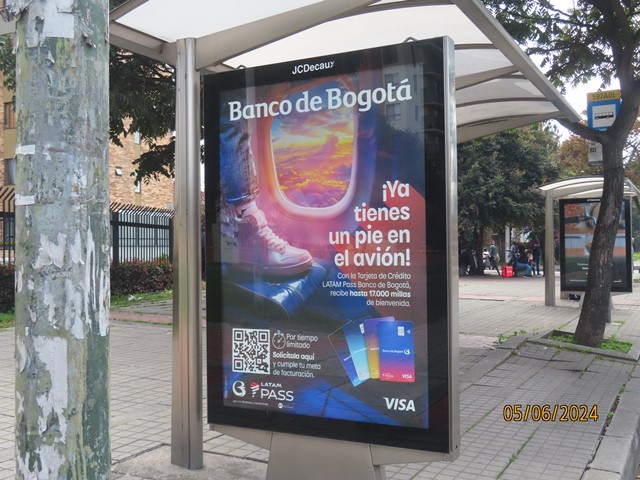 JCDecaux
Banco de Bogotá
¡Ya
tienes
un pie en
el avión!
Con la Tarjeta de Crédito
LATAM Pass Banco de Bogotá,
recibe hasta 17.000 millas
de bienvenida.
Por tiempo
limitado
Solicítala aquí
y cumple tu meta
de facturación.
LATAM
PASS
VISA
VISA
05/06/2024